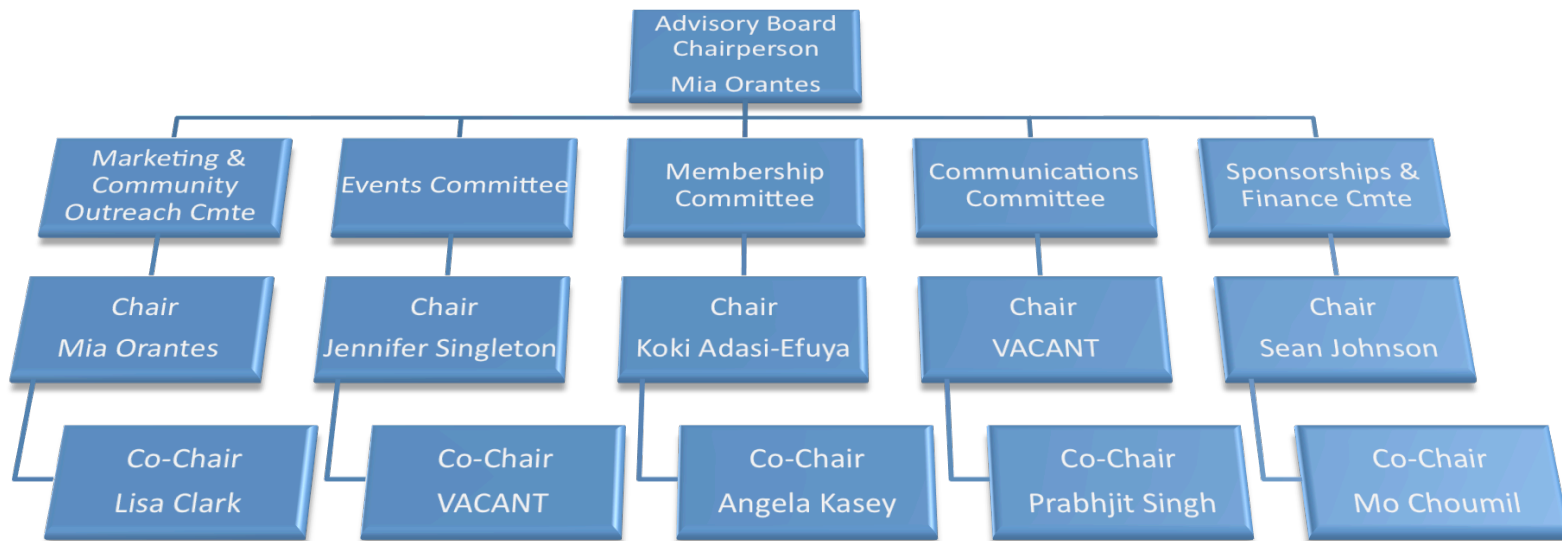 Advisory Board
Chairperson
Mia Orantes
Marketing &
Community
Outreach Cmte
Events Committee
Membership
Committee
Communications
Committee
Sponsorships &
Finance Cmte
Chair
Mia Orantes
Chair
Jennifer Singleton
Chair
Koki Adasi-Efuya
Chair
VACANT
Chair
Sean Johnson
Co-Chair
Lisa Clark
Co-Chair
VACANT
Co-Chair
Angela Kasey
Co-Chair
Prabhjit Singh
Co-Chair
Mo Choumil